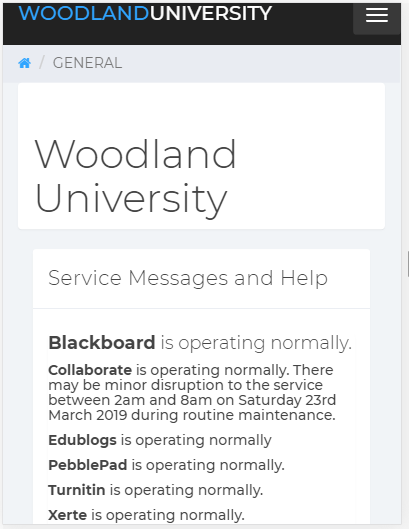 WOODLANDUNIVERSITY
/ GENERAL
Woodland
University
Service Messages and Help
Blackboard is operating normally.
Collaborate is operating normally. There
may be minor disruption to the service
between 2am and 8am on Saturday 23rd
March 2019 during routine maintenance.
Edublogs is operating normally
PebblePad is operating normally.
Turnitin is operating normally.
Xerte is operating normally.